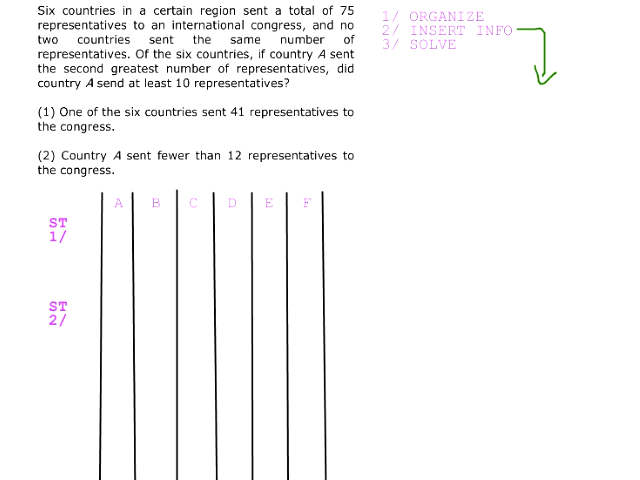 Six countries in a certain region sent a total of 75
representatives to an international congress, and no
two countries sent the same number of
representatives. Of the six countries, if country A sent
the second greatest number of representatives, did
country A send at least 10 representatives?
(1) One of the six countries sent 41 representatives to
the congress.
(2) Country A sent fewer than 12 representatives to
the congress.
1/ ORGANIZE
2/ INSERT INFO
3/ SOLVE
A B C D E F
ST
1/
ST
2/